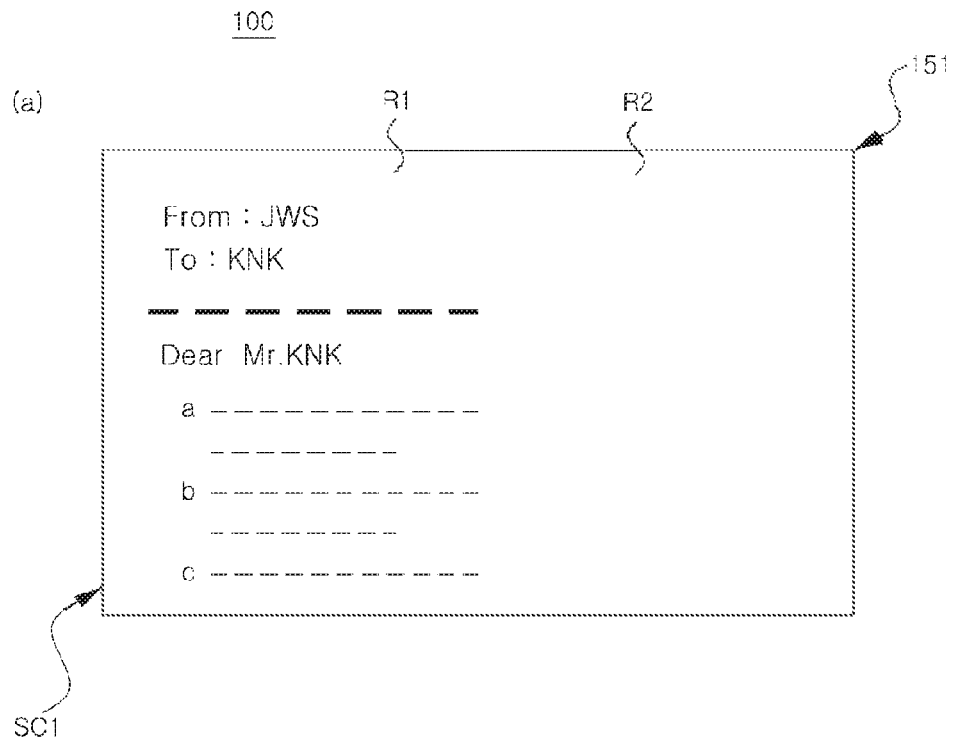 100
(a)
R1
R2
151
From : JWS
To : KNK
Dear Mr.KNK
a
b
c
SC1